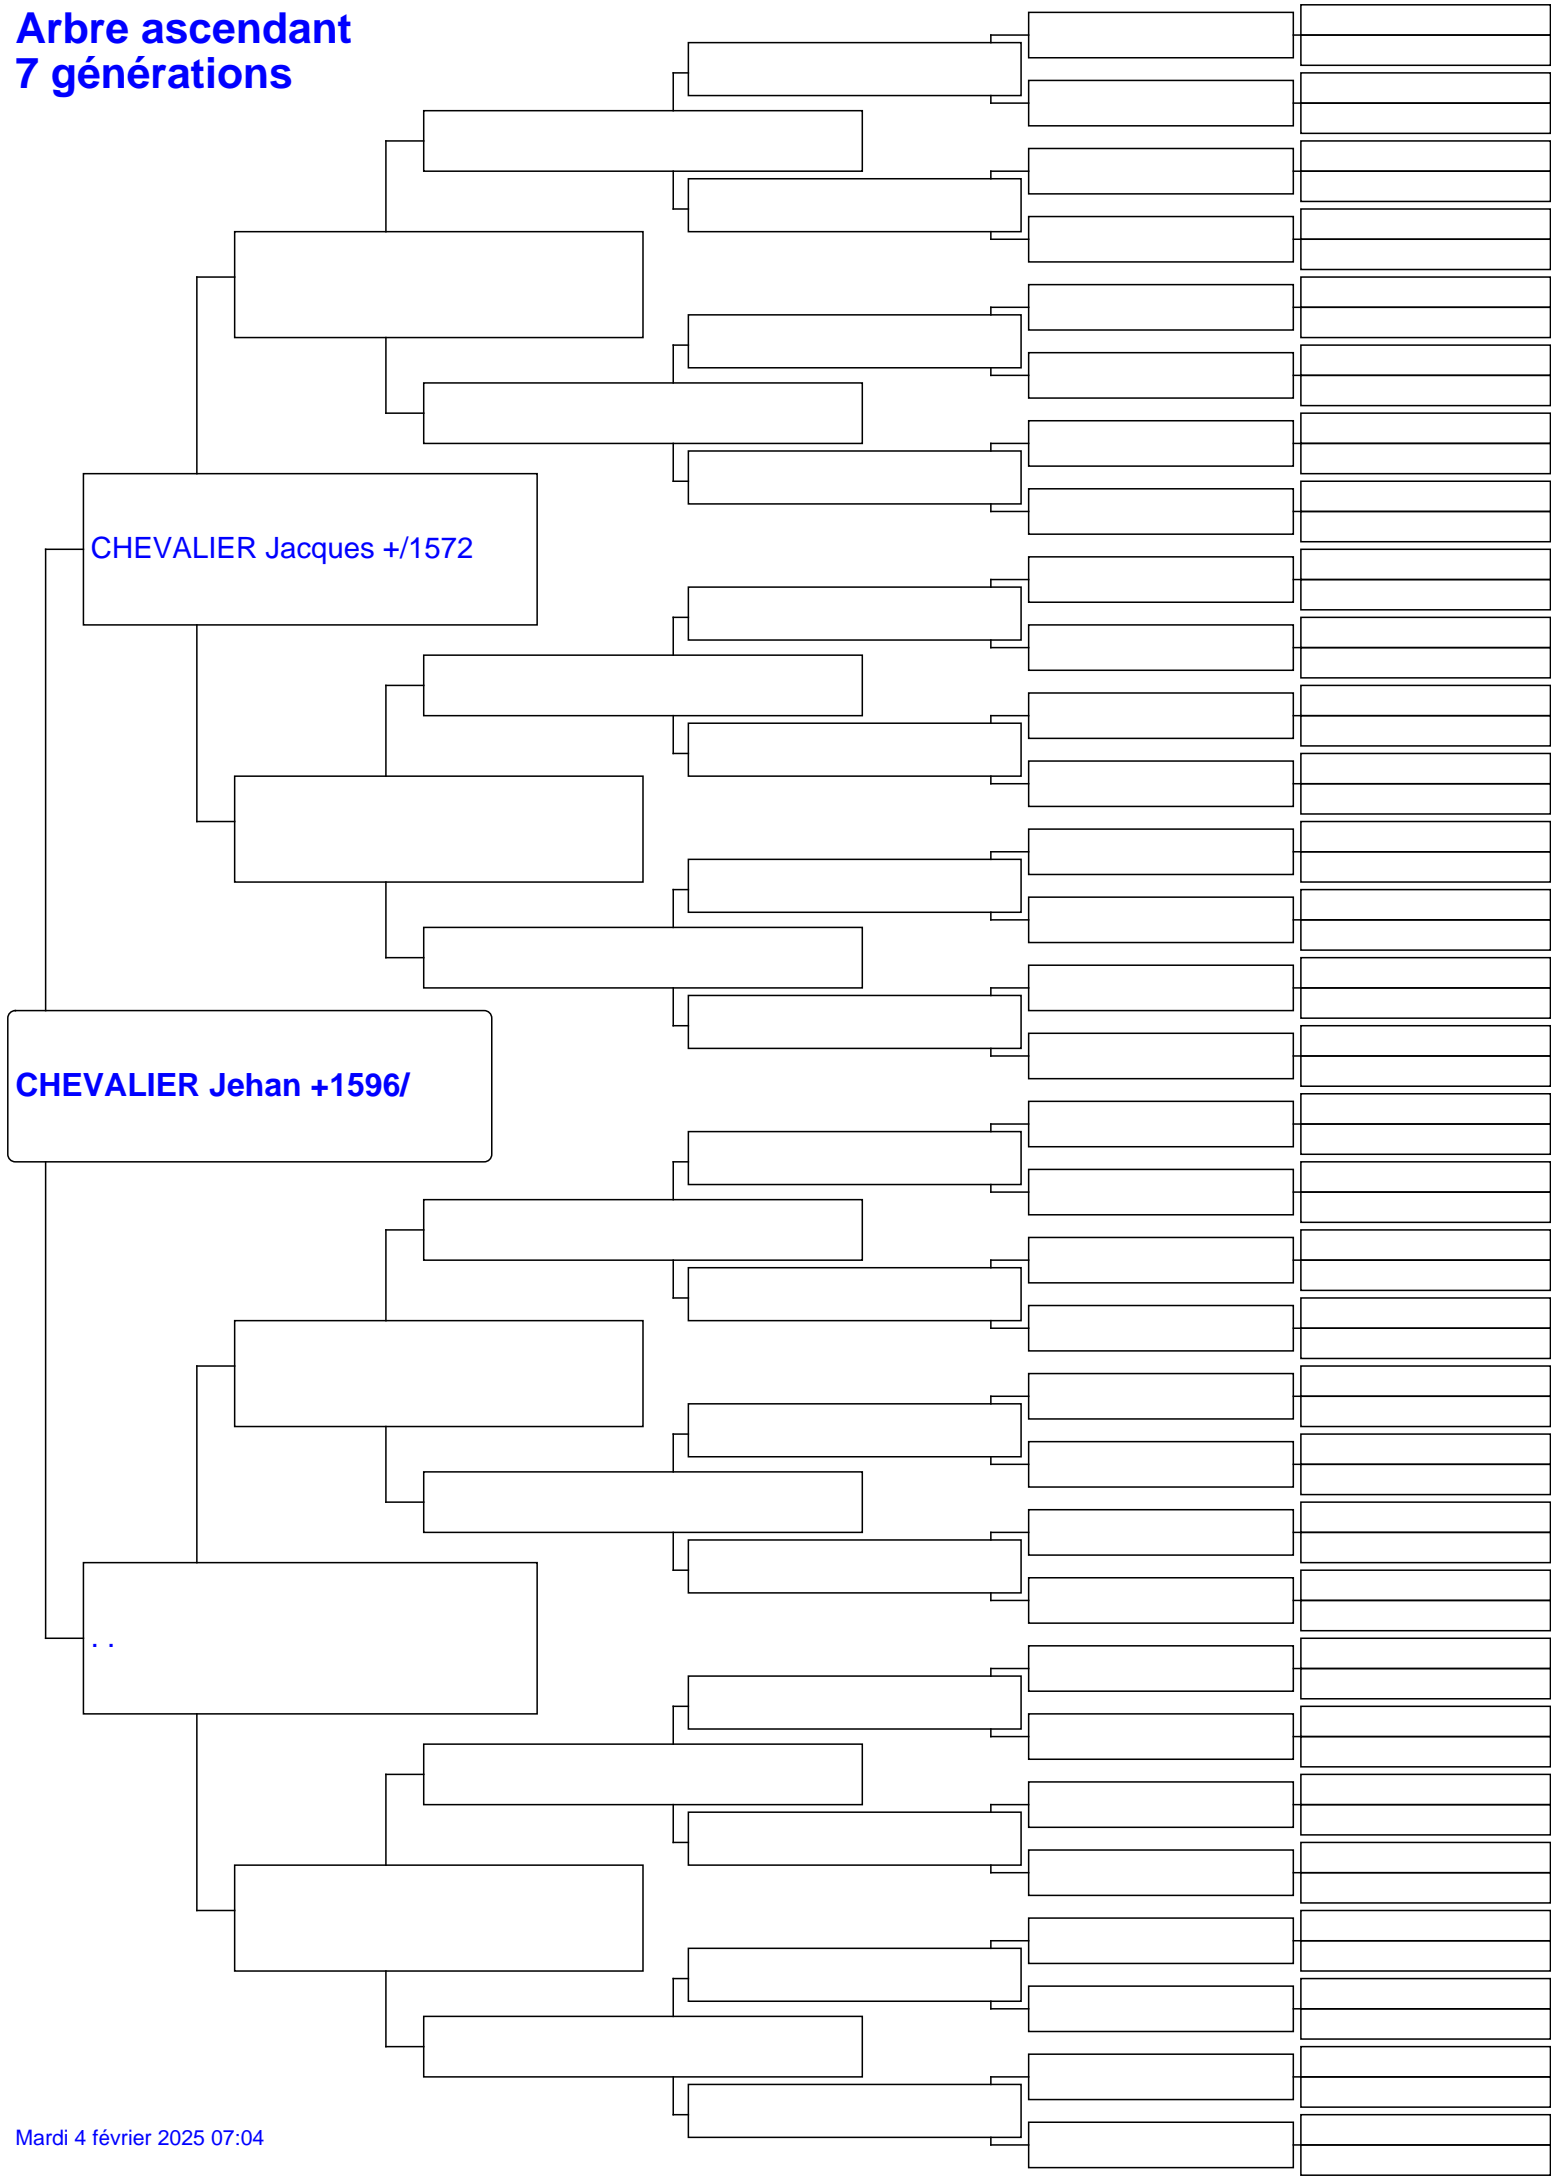 Arbre ascendant
7 générations
CHEVALIER Jacques +/1572
CHEVALIER Jehan +1596/
. .
Mardi 4 février 2025 07:04